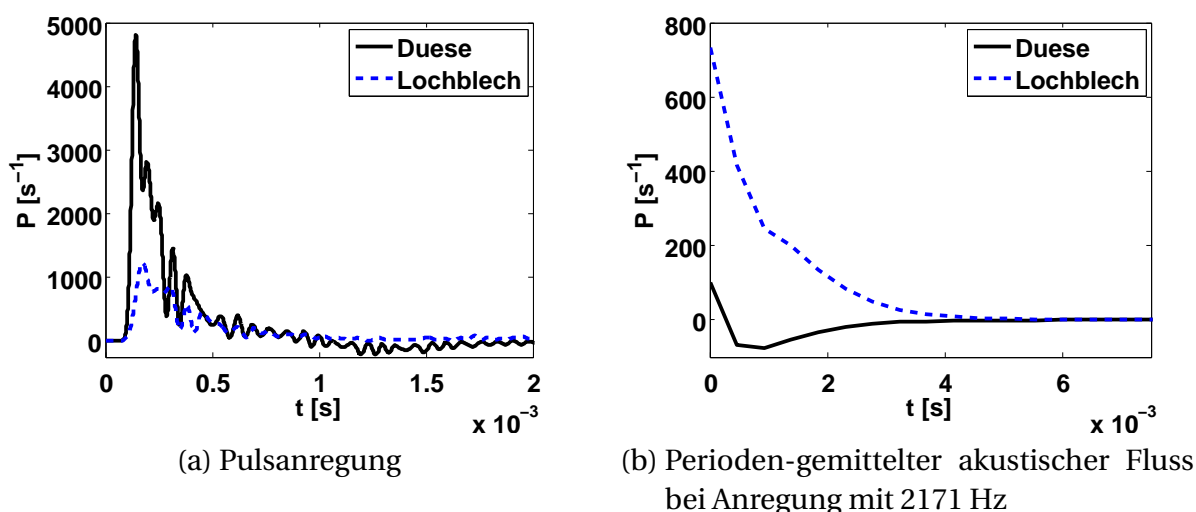 5000
4000
3000
2000
1000
0
P [s⁻¹]
Duese
Lochblech
0
0.5
1
1.5
2
t [s]
x 10⁻³
(a) Pulsanregung
800
600
400
200
0
P [s⁻¹]
Duese
Lochblech
0
2
4
6
t [s]
x 10⁻³
(b) Perioden-gemittelter akustischer Fluss
bei Anregung mit 2171 Hz